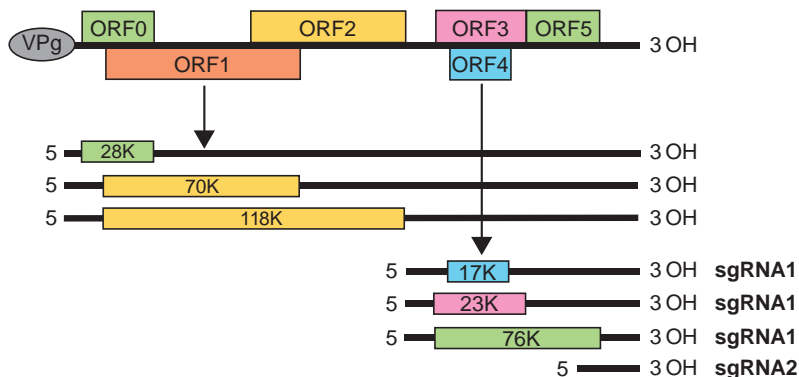 ORF0 ORF2 ORF3 ORF5
VPg 3 OH
ORF1 ORF4
5 28K 3 OH
5 70K 3 OH
5 118K 3 OH
5 17K 3 OH sgRNA1
5 23K 3 OH sgRNA1
5 76K 3 OH sgRNA1
5 3 OH sgRNA2